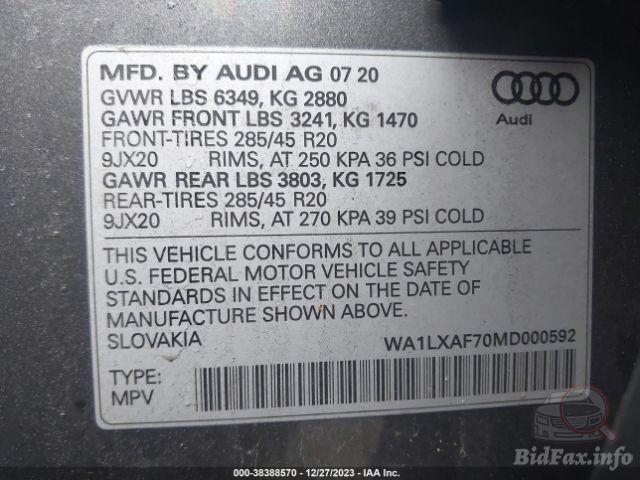 MFD. BY AUDI AG 07 20
GVWR LBS 6349, KG 2880
GAWR FRONT LBS 3241, KG 1470
FRONT-TIRES 285/45 R20
9JX20 RIMS, AT 250 KPA 36 PSI COLD
GAWR REAR LBS 3803, KG 1725
REAR-TIRES 285/45 R20
9JX20 RIMS, AT 270 KPA 39 PSI COLD
Audi
THIS VEHICLE CONFORMS TO ALL APPLICABLE
U.S. FEDERAL MOTOR VEHICLE SAFETY
STANDARDS IN EFFECT ON THE DATE OF
MANUFACTURE SHOWN ABOVE.
SLOVAKIA WA1LXAF70MD000592
TYPE:
MPV
BidFax.info
000-38388570 - 12/27/2023 - IAA Inc.